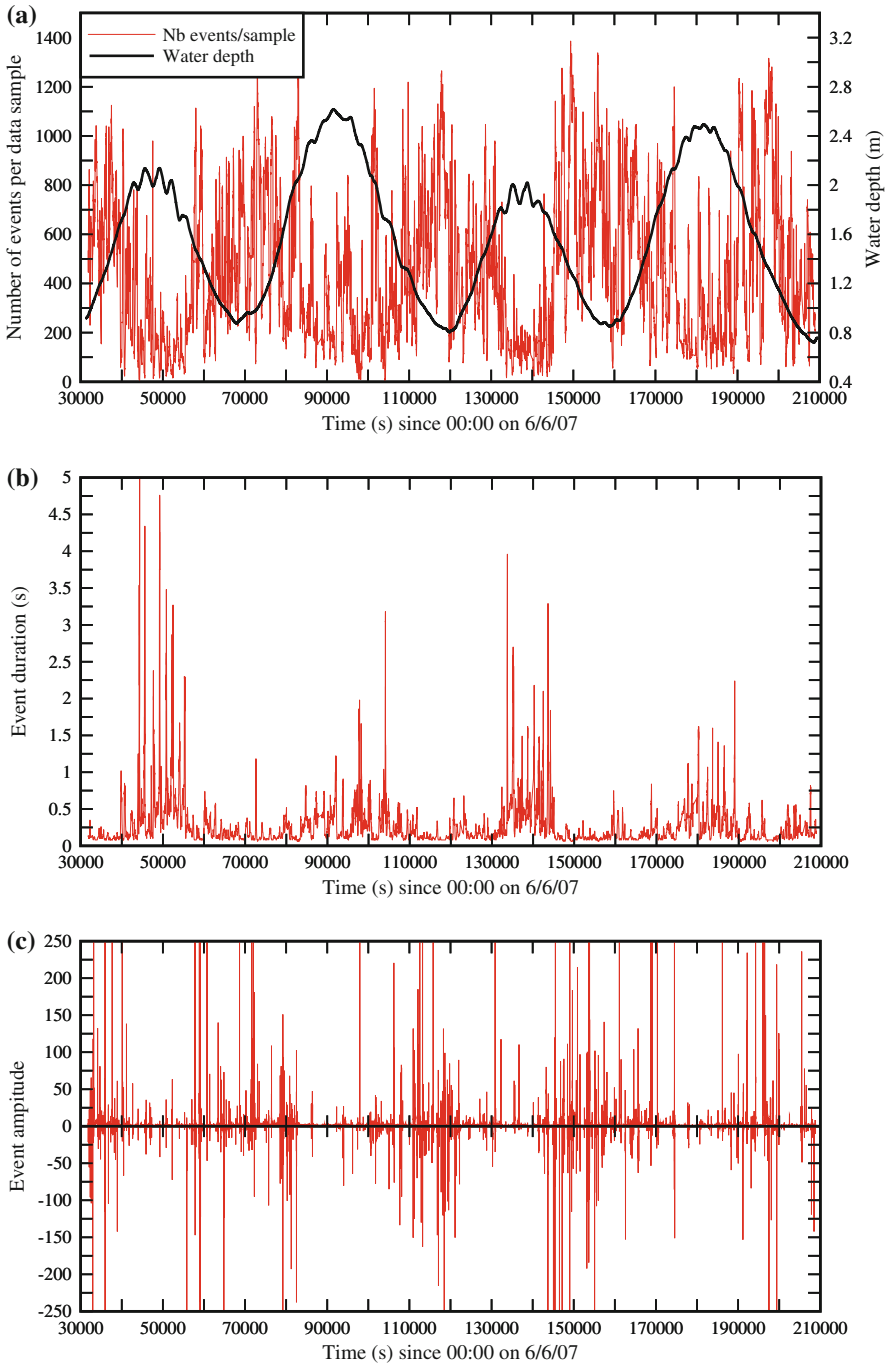 (a)
1400
1200
1000
800
600
400
200
0
Number of events per data sample
Nb events/sample
Water depth
3.2
2.8
2.4
2
1.6
1.2
0.8
0.4
Water depth (m)
30000 50000 70000 90000 110000 130000 150000 170000 190000 210000
Time (s) since 00:00 on 6/6/07
(b)
5
4.5
4
3.5
3
2.5
2
1.5
1
0.5
0
Event duration (s)
30000 50000 70000 90000 110000 130000 150000 170000 190000 210000
Time (s) since 00:00 on 6/6/07
(c)
250
200
150
100
50
0
-50
-100
-150
-200
-250
Event ampitude
30000 50000 70000 90000 110000 130000 150000 170000 190000 210000
Time (s) since 00:00 on 6/6/07